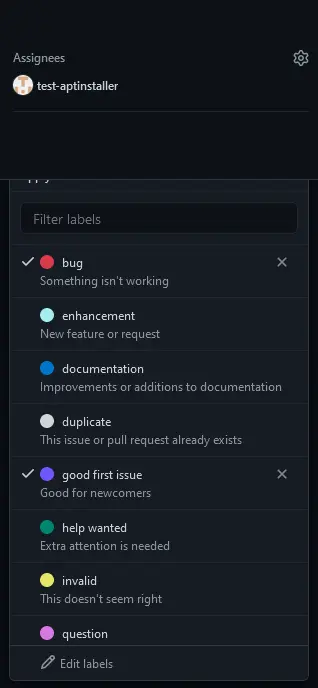 Assignees
test-aptinstaller
Filter labels
bug
Something isn't working
enhancement
New feature or request
documentation
Improvements or additions to documentation
duplicate
This issue or pull request already exists
good first issue
Good for newcomers
help wanted
Extra attention is needed
invalid
This doesn't seem right
question
Edit labels